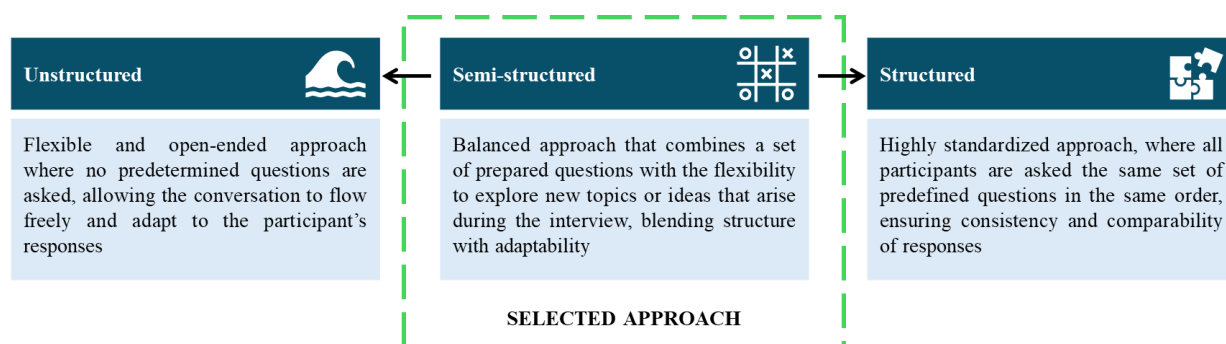 Unstructured
Flexible and open-ended approach
where no predetermined questions are
asked, allowing the conversation to flow
freely and adapt to the participant’s
responses
Semi-structured
Balanced approach that combines a set
of prepared questions with the flexibility
to explore new topics or ideas that arise
during the interview, blending structure
with adaptability
Structured
Highly standardized approach, where all
participants are asked the same set of
predefined questions in the same order,
ensuring consistency and comparability
of responses
SELECTED APPROACH